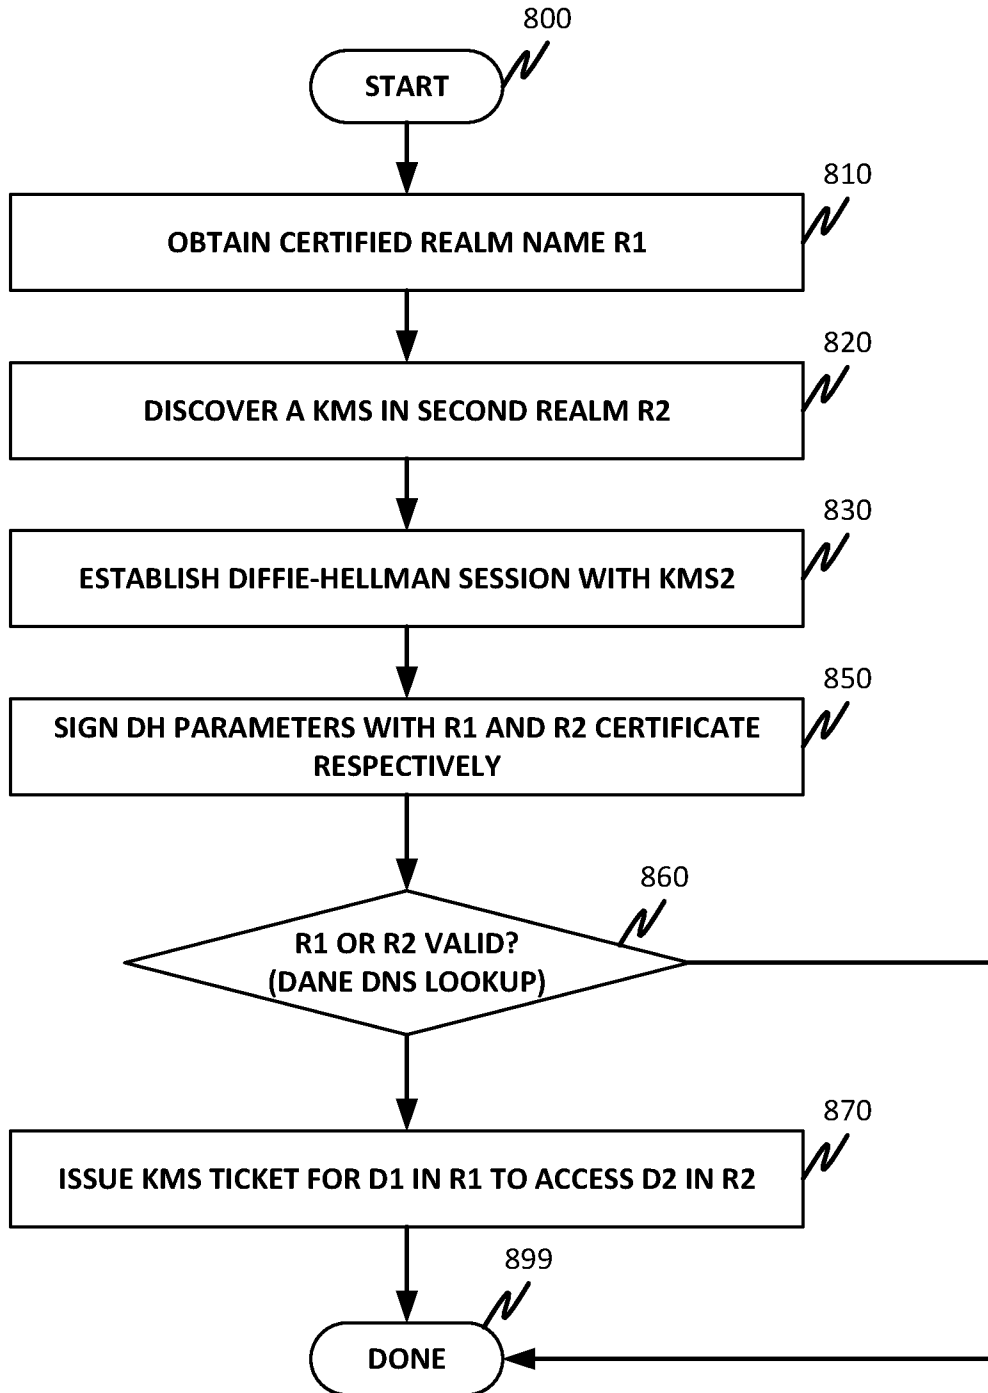 800
START
810
OBTAIN CERTIFIED REALM NAME R1
820
DISCOVER A KMS IN SECOND REALM R2
830
ESTABLISH DIFFIE-HELLMAN SESSION WITH KMS2
850
SIGN DH PARAMETERS WITH R1 AND R2 CERTIFICATE
RESPECTIVELY
860
R1 OR R2 VALID?
(DANE DNS LOOKUP)
870
ISSUE KMS TICKET FOR D1 IN R1 TO ACCESS D2 IN R2
899
DONE